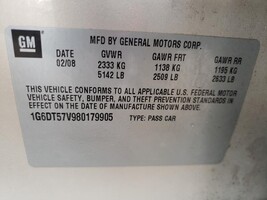 GM
MFD BY GENERAL MOTORS CORP.
DATE GVWR GAWR FRT GAWR RR
02/08 2333 KG 1138 KG 1195 KG
5142 LB 2509 LB 2633 LB
THIS VEHICLE CONFORMS TO ALL APPLICABLE U.S. FEDERAL MOTOR
VEHICLE SAFETY, BUMPER, AND THEFT PREVENTION STANDARDS
IN EFFECT ON THE DATE OF MANUFACTURE SHOWN ABOVE.
1G6DT57V980179905 TYPE: PASS CAR